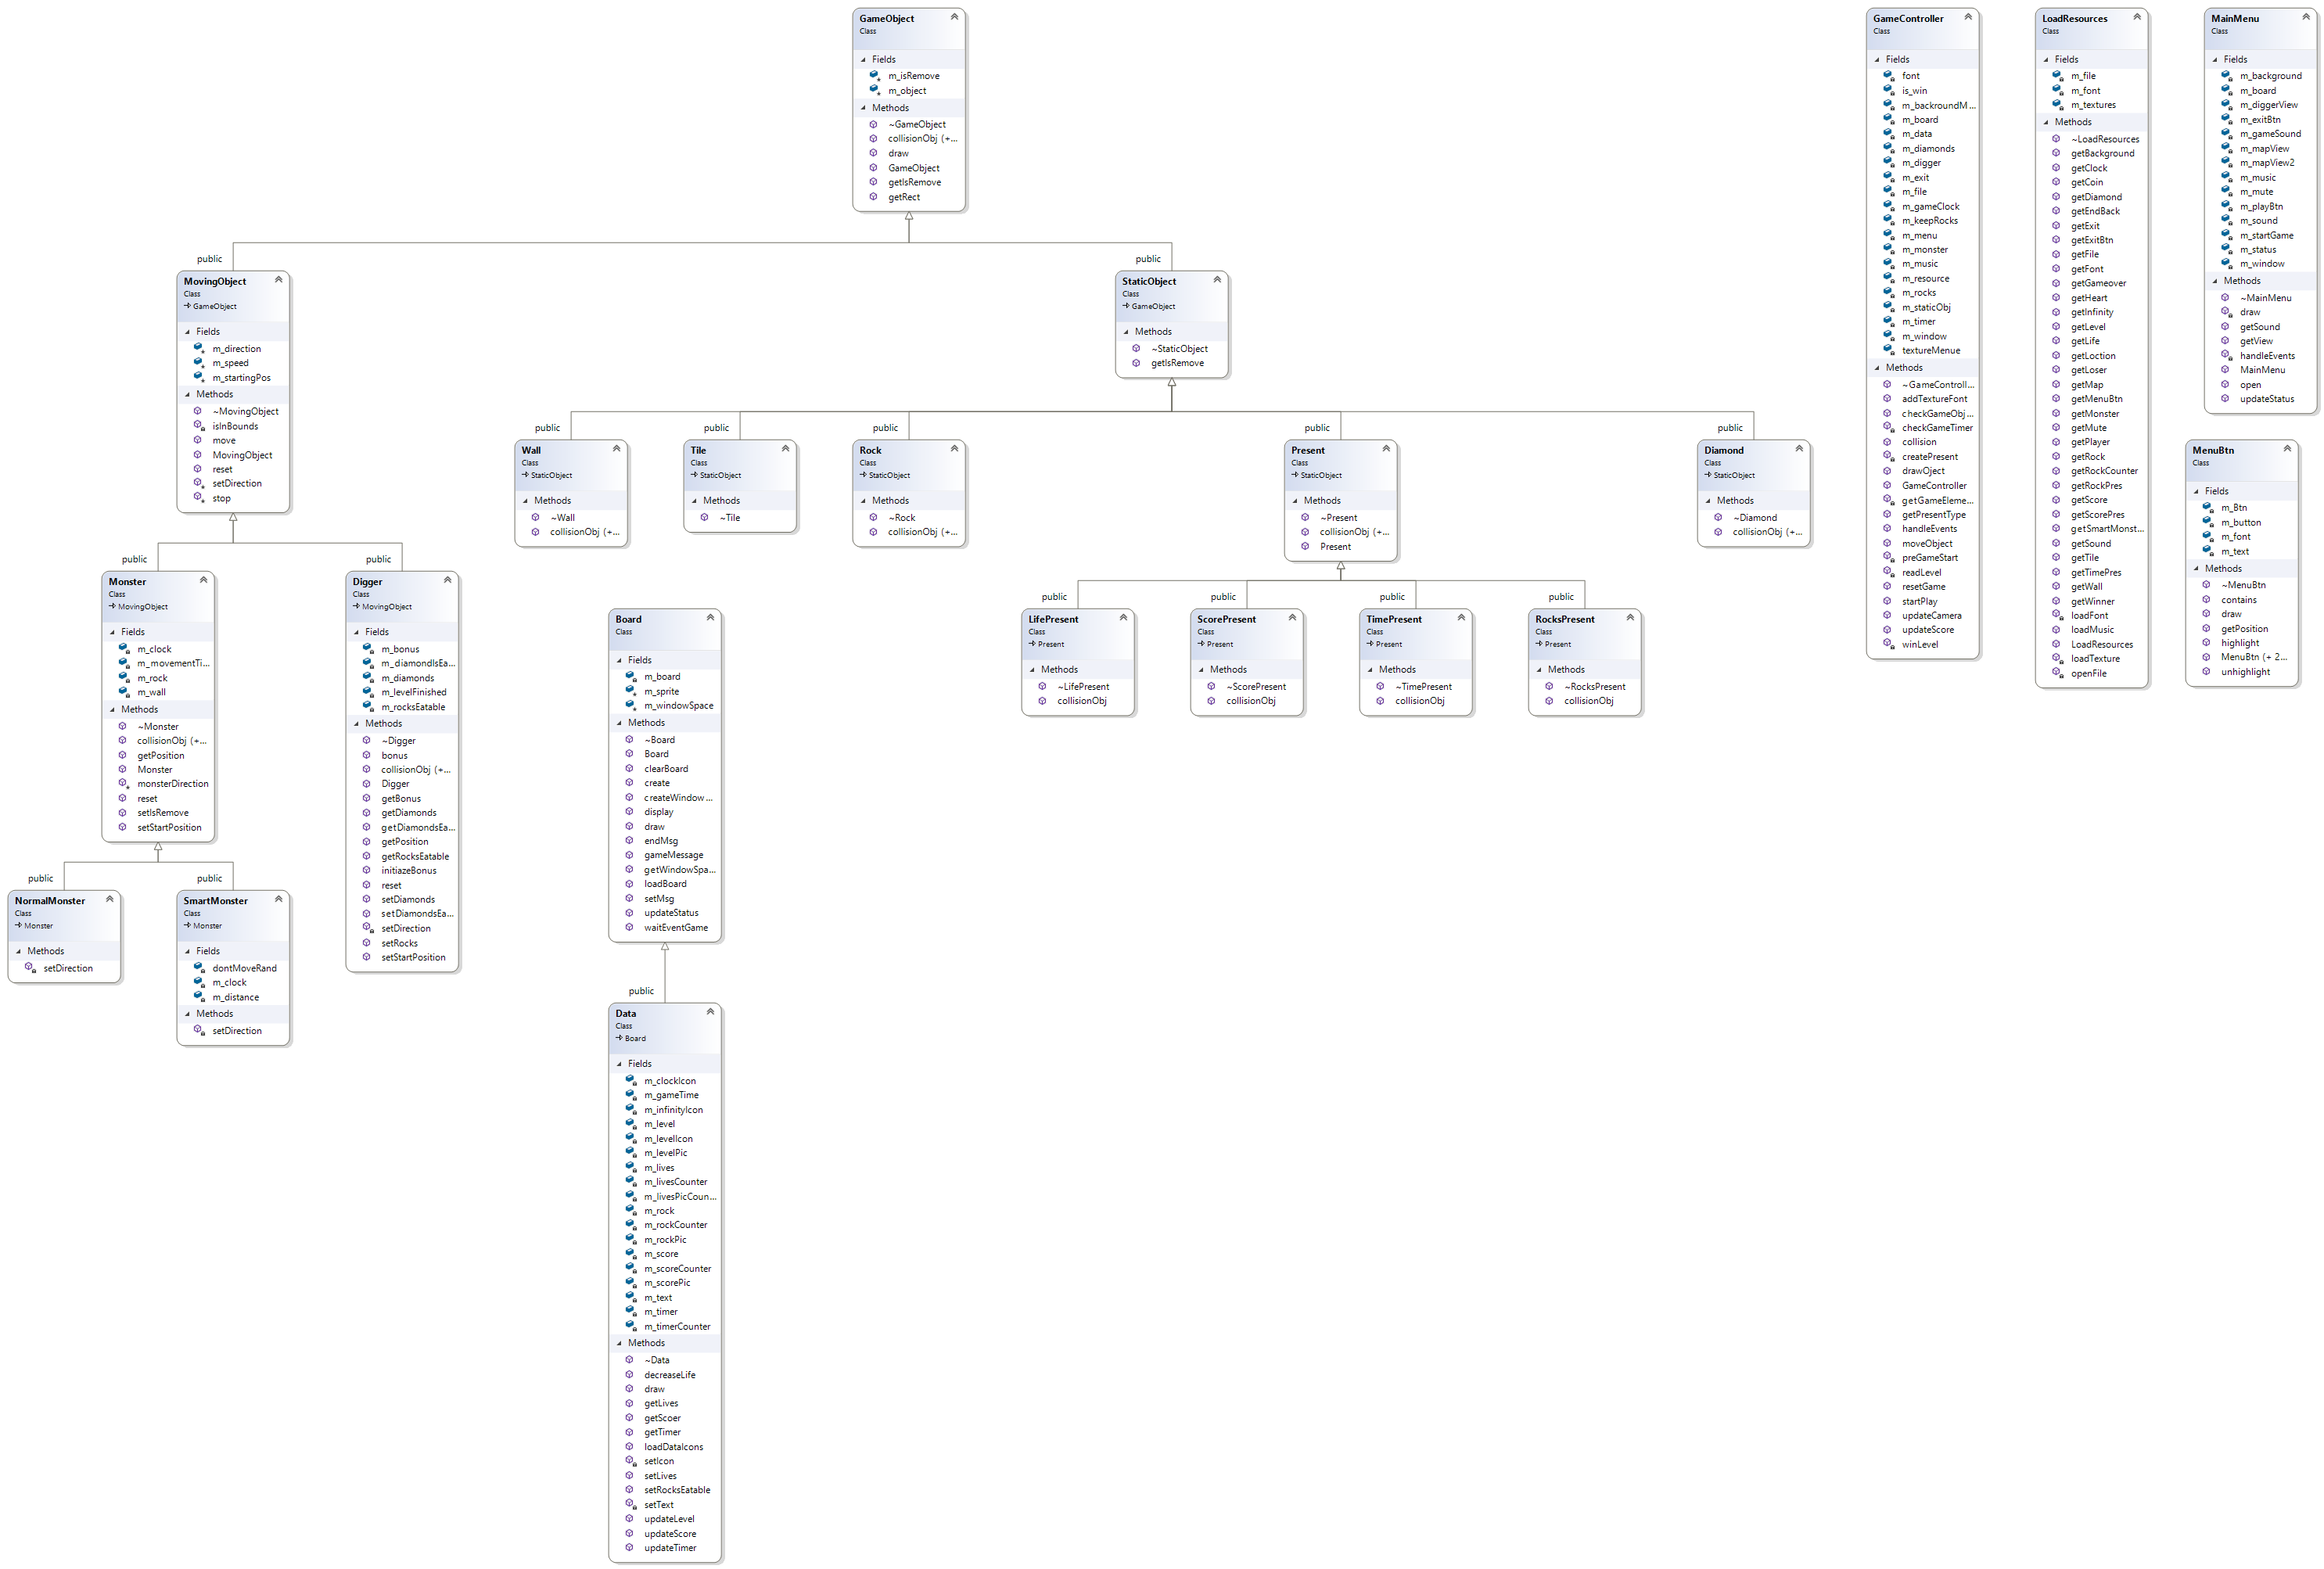 GameObject
Class
Fields
m_isRemove
m_object
Methods
~GameObject
collisionObj (+...
draw
GameObject
getIsRemove
getRect
public
MovingObject
Class
GameObject
Fields
m_direction
m_speed
m_startingPos
Methods
~MovingObject
isInBounds
move
MovingObject
reset
setDirection
stop
public
StaticObject
Class
GameObject
Methods
~StaticObject
getIsRemove
public
Wall
Class
StaticObject
Methods
~Wall
collisionObj (+...
public
Tile
Class
StaticObject
Methods
~Tile
public
Rock
Class
StaticObject
Methods
~Rock
collisionObj (+...
public
Present
Class
StaticObject
Methods
~Present
collisionObj (+...
Present
public
Diamond
Class
StaticObject
Methods
~Diamond
collisionObj (+...
public
Monster
Class
MovingObject
Fields
m_clock
m_movementTi...
m_rock
m_wall
Methods
~Monster
collisionObj (+...
getPosition
Monster
monsterDirection
reset
setIsRemove
setStartPosition
public
Digger
Class
MovingObject
Fields
m_bonus
m_diamondIsEa...
m_diamonds
m_levelFinished
m_rocksEatable
Methods
~Digger
bonus
collisionObj (+...
Digger
getBonus
getDiamonds
getDiamondsEa...
getPosition
getRocksEatable
initiazeBonus
reset
setDiamonds
setDiamondsEa...
setDirection
setRocks
setStartPosition
public
NormalMonster
Class
Monster
Methods
setDirection
public
SmartMonster
Class
Monster
Fields
dontMoveRand
m_clock
m_distance
Methods
setDirection
Board
Class
Fields
m_board
m_sprite
m_windowSpace
Methods
~Board
Board
clearBoard
create
createWindow...
display
draw
endMsg
gameMessage
getWindowSpa...
loadBoard
setMsg
updateStatus
waitEventGame
public
Data
Class
Board
Fields
m_clockIcon
m_gameTime
m_infinityIcon
m_level
m_levelIcon
m_levelPic
m_lives
m_livesCounter
m_livesPicCoun...
m_rock
m_rockCounter
m_rockPic
m_score
m_scoreCounter
m_scorePic
m_text
m_timer
m_timerCounter
Methods
~Data
decreaseLife
draw
getLives
getScoer
getTimer
loadDataIcons
setIcon
setLives
setRocksEatable
setText
updateLevel
updateScore
updateTimer
public
LifePresent
Class
Present
Methods
~LifePresent
collisionObj
public
ScorePresent
Class
Present
Methods
~ScorePresent
collisionObj
public
TimePresent
Class
Present
Methods
~TimePresent
collisionObj
public
RocksPresent
Class
Present
Methods
~RocksPresent
collisionObj
GameController
Class
Fields
font
is_win
m_backroundM...
m_board
m_data
m_diamonds
m_digger
m_exit
m_file
m_gameClock
m_keepRocks
m_menu
m_monster
m_music
m_resource
m_rocks
m_staticObj
m_timer
m_window
textureMenue
Methods
~GameControll...
addTextureFont
checkGameObj...
checkGameTimer
collision
createPresent
drawOject
GameController
getGameEleme...
getPresentType
handleEvents
moveObject
preGameStart
readLevel
resetGame
startPlay
updateCamera
updateScore
winLevel
LoadResources
Class
Fields
m_file
m_font
m_textures
Methods
~LoadResources
getBackground
getClock
getCoin
getDiamond
getEndBack
getExit
getExitBtn
getFile
getFont
getGameover
getHeart
getInfinity
getLevel
getLife
getLoction
getLoser
getMap
getMenuBtn
getMonster
getMute
getPlayer
getRock
getRockCounter
getRockPres
getScore
getScorePres
getSmartMonst...
getSound
getTile
getTimePres
getWall
getWinner
loadFont
loadMusic
LoadResources
loadTexture
openFile
MainMenu
Class
Fields
m_background
m_board
m_diggerView
m_exitBtn
m_gameSound
m_mapView
m_mapView2
m_music
m_mute
m_playBtn
m_sound
m_startGame
m_status
m_window
Methods
~MainMenu
draw
getSound
getView
handleEvents
MainMenu
open
updateStatus
MenuBtn
Class
Fields
m_Btn
m_button
m_font
m_text
Methods
~MenuBtn
contains
draw
getPosition
highlight
MenuBtn (+ 2...
unhighlight